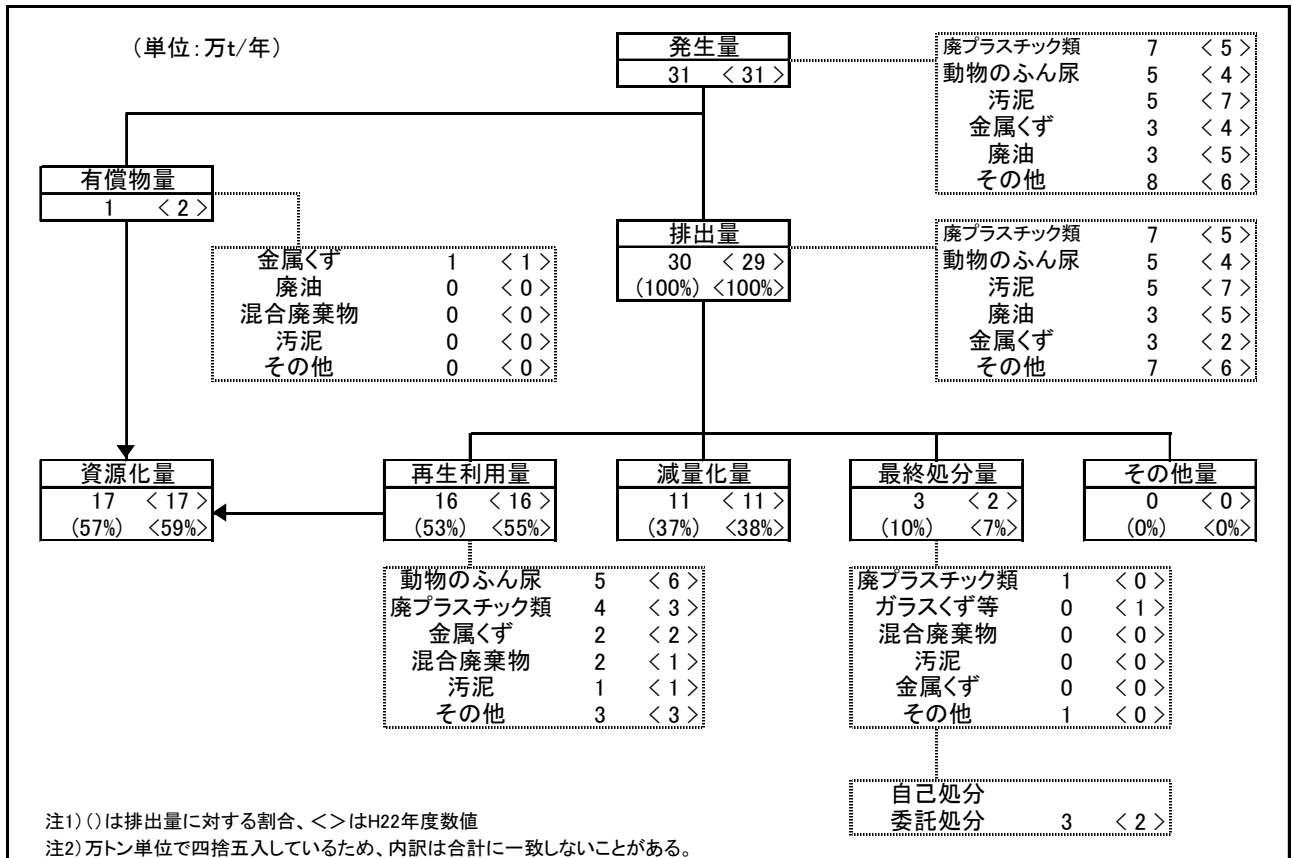 (単位:万t/年)
発生量
31 <31>
廃プラスチック類 7 <5>
動物のふん尿 5 <4>
汚泥 5 <7>
金属くず 3 <4>
廃油 3 <5>
その他 8 <6>
有償物量
1 <2>
金属くず 1 <1>
廃油 0 <0>
混合廃棄物 0 <0>
汚泥 0 <0>
その他 0 <0>
排出量
30 <29>
(100%) <100%>
廃プラスチック類 7 <5>
動物のふん尿 5 <4>
汚泥 5 <7>
廃油 3 <5>
金属くず 3 <2>
その他 7 <6>
資源化量
17 <17>
(57%) <59%>
再生利用量
16 <16>
(53%) <55%>
減量化量
11 <11>
(37%) <38%>
最終処分量
3 <2>
(10%) <7%>
その他量
0 <0>
(0%) <0%>
動物のふん尿 5 <6>
廃プラスチック類 4 <3>
金属くず 2 <2>
混合廃棄物 2 <1>
汚泥 1 <1>
その他 3 <3>
廃プラスチック類 1 <0>
ガラスくず等 0 <1>
混合廃棄物 0 <0>
汚泥 0 <0>
金属くず 0 <0>
その他 1 <0>
自己処分
委託処分 3 <2>
注1)()は排出量に対する割合、<>はH22年度数値
注2)万トン単位で四捨五入しているため、内訳は合計に一致しないことがある。